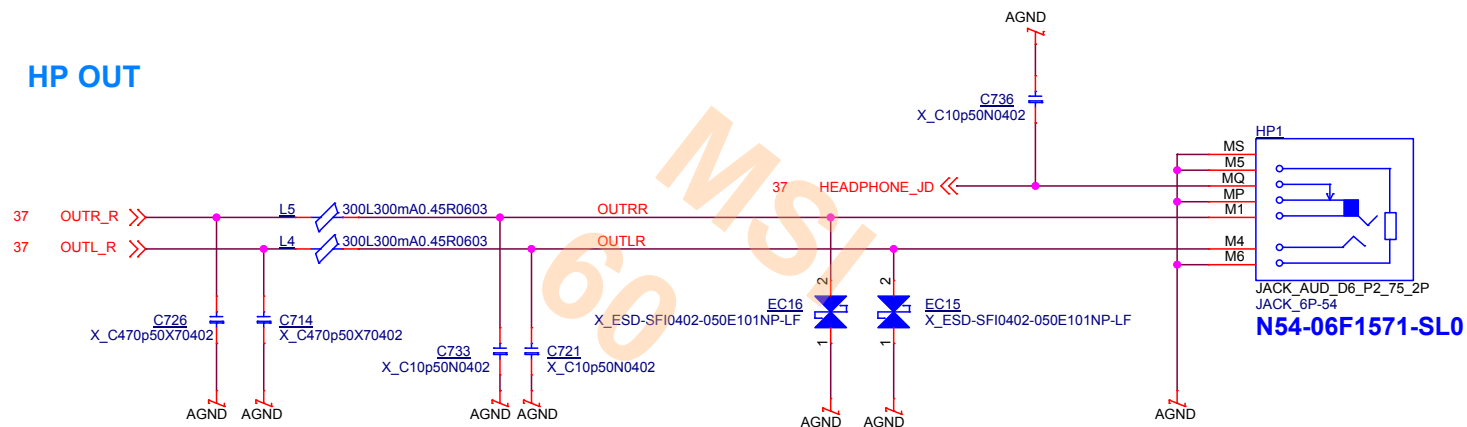 AGND
HP OUT
C736
X_C10p50N0402
HP1
MS
M5
37 HEADPHONE_JD
MQ
MP
37 OUTR_R
L5 300L300mA0.45R0603
OUTRR
M1
37 OUTL_R
L4 300L300mA0.45R0603
OUTLR
M4
M6
MSI
60
2
2
JACK_AUD_D6_P2_75_2P
JACK_6P-54
N54-06F1571-SL0
EC16
X_ESD-SFI0402-050E101NP-LF
EC15
X_ESD-SFI0402-050E101NP-LF
C726
X_C470p50X70402
C714
X_C470p50X70402
1
1
C733
X_C10p50N0402
C721
X_C10p50N0402
AGND AGND
AGND AGND
AGND
AGND
AGND